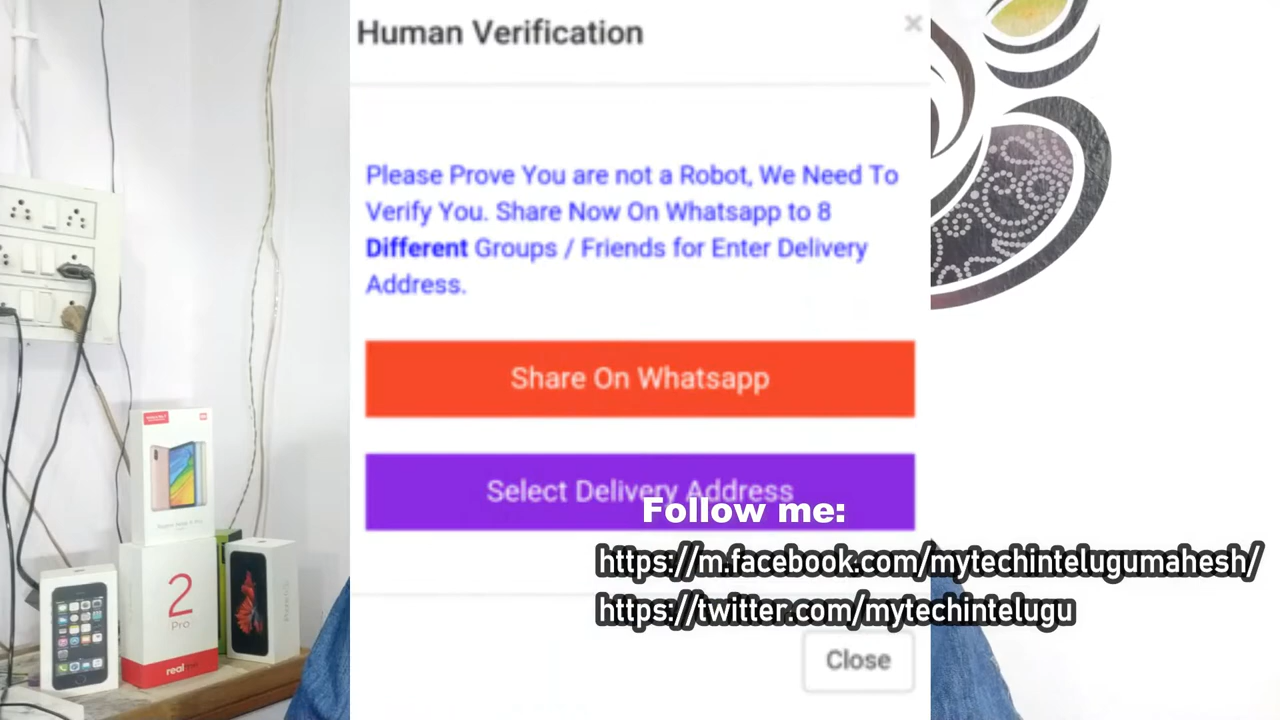 Human Verification
×
Please Prove You are not a Robot, We Need To
Verify You. Share Now On Whatsapp to 8
Different Groups / Friends for Enter Delivery
Address.
Share On Whatsapp
Select Delivery Address
Follow me:
https://m.facebook.com/mytechintelugumahesh/
https://twitter.com/mytechintelugu
Close
2
Pro
realme